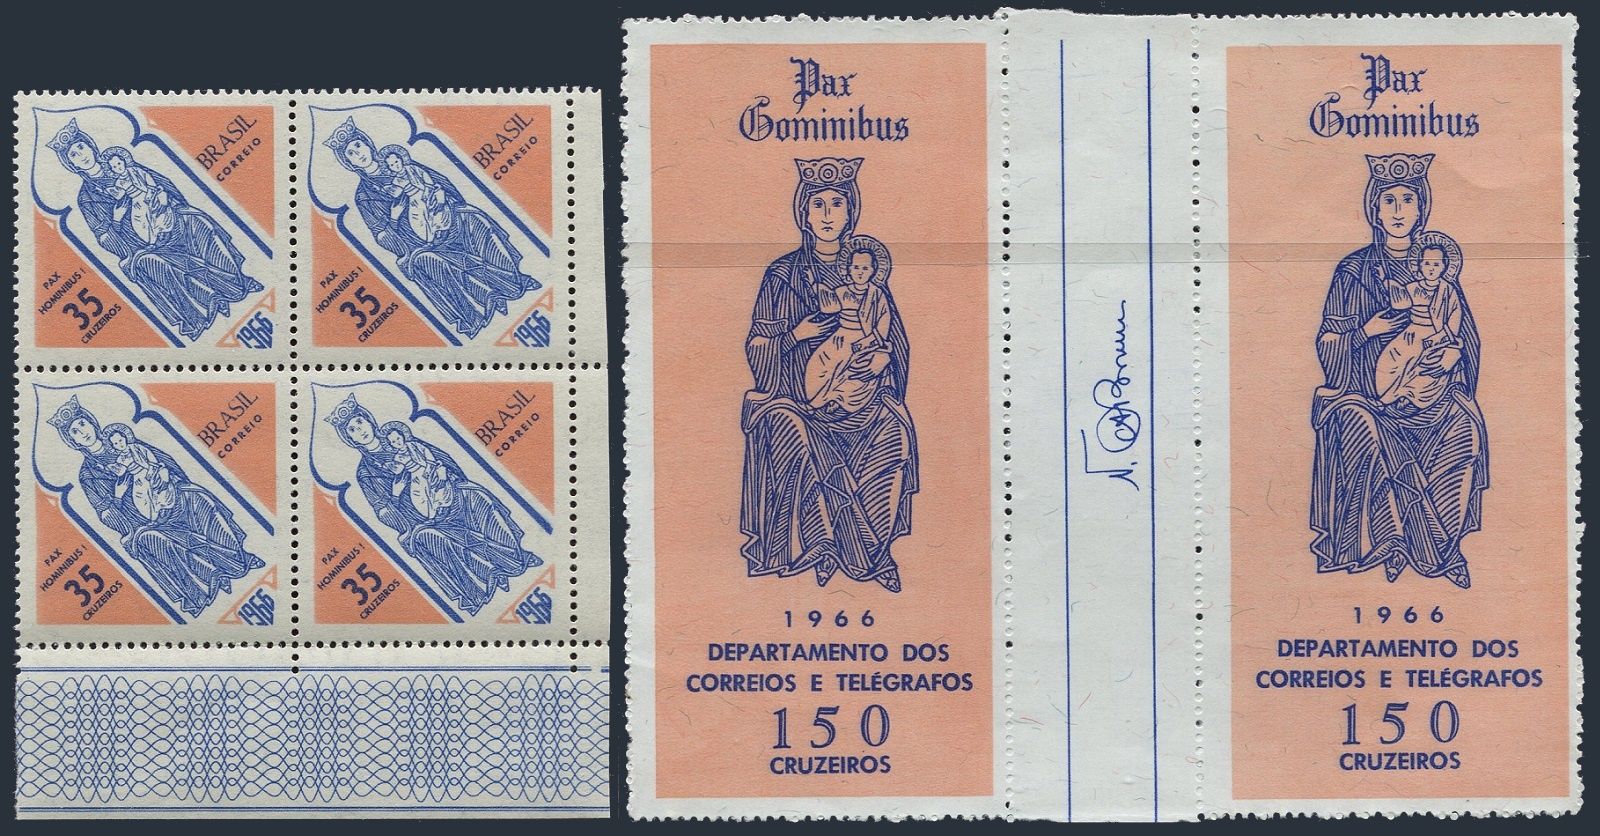 BRASIL
CORREIO
PAX
HOMINIBUS!
35
CRUZEIROS
1966
BRASIL
CORREIO
PAX
HOMINIBUS!
35
CRUZEIROS
1966
BRASIL
CORREIO
PAX
HOMINIBUS!
35
CRUZEIROS
1966
BRASIL
CORREIO
PAX
HOMINIBUS!
35
CRUZEIROS
1966
Pax
Hominibus
1966
DEPARTAMENTO DOS
CORREIOS E TELÉGRAFOS
150
CRUZEIROS
Pax
Hominibus
1966
DEPARTAMENTO DOS
CORREIOS E TELÉGRAFOS
150
CRUZEIROS